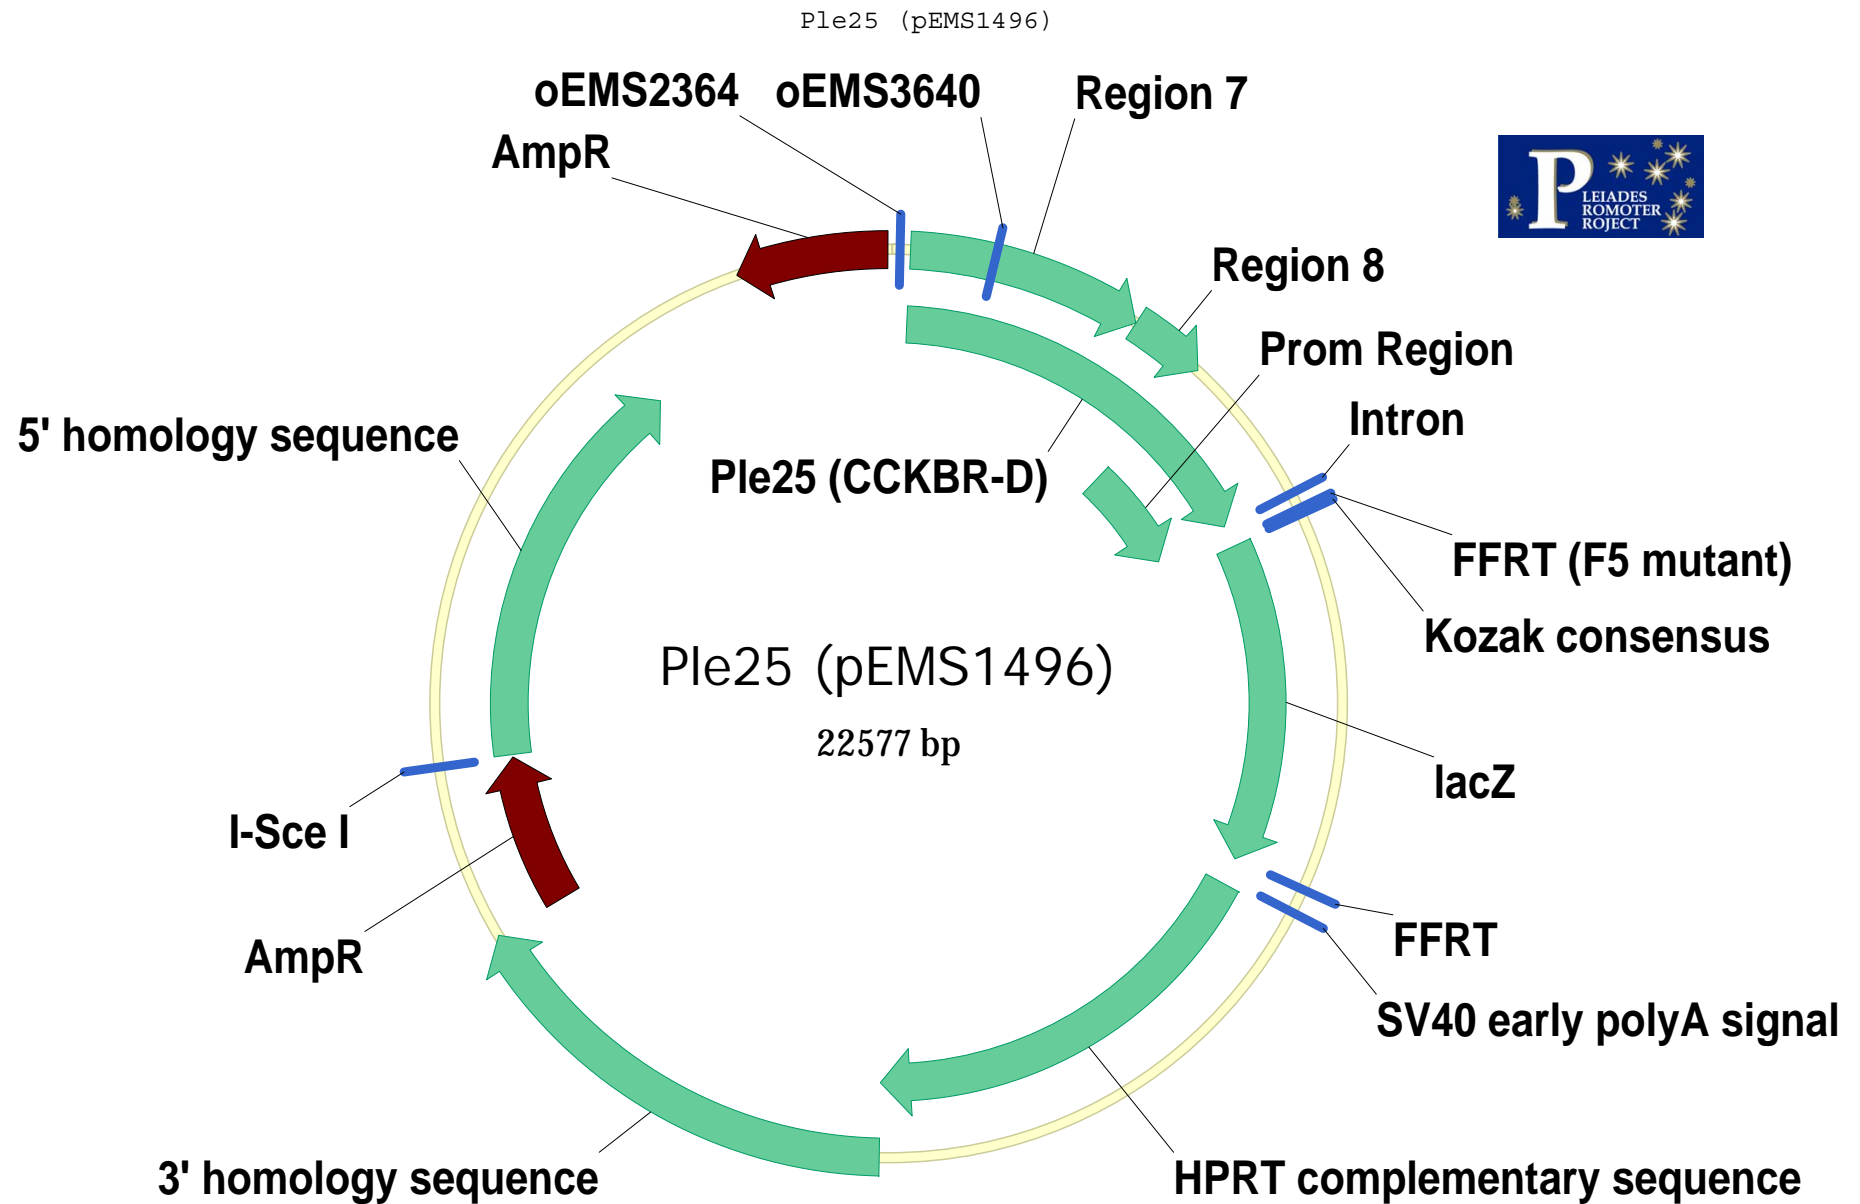 Ple25 (pEMS1496)
oEMS2364
oEMS3640
Region 7
AmpR
PLEIADES
ROMOTER
ROJECT
Region 8
Prom Region
Intron
5' homology sequence
Ple25 (CCKBR-D)
FFRT (F5 mutant)
Kozak consensus
Ple25 (pEMS1496)
22577 bp
lacZ
I-Sce I
AmpR
FFRT
SV40 early polyA signal
3' homology sequence
HPRT complementary sequence